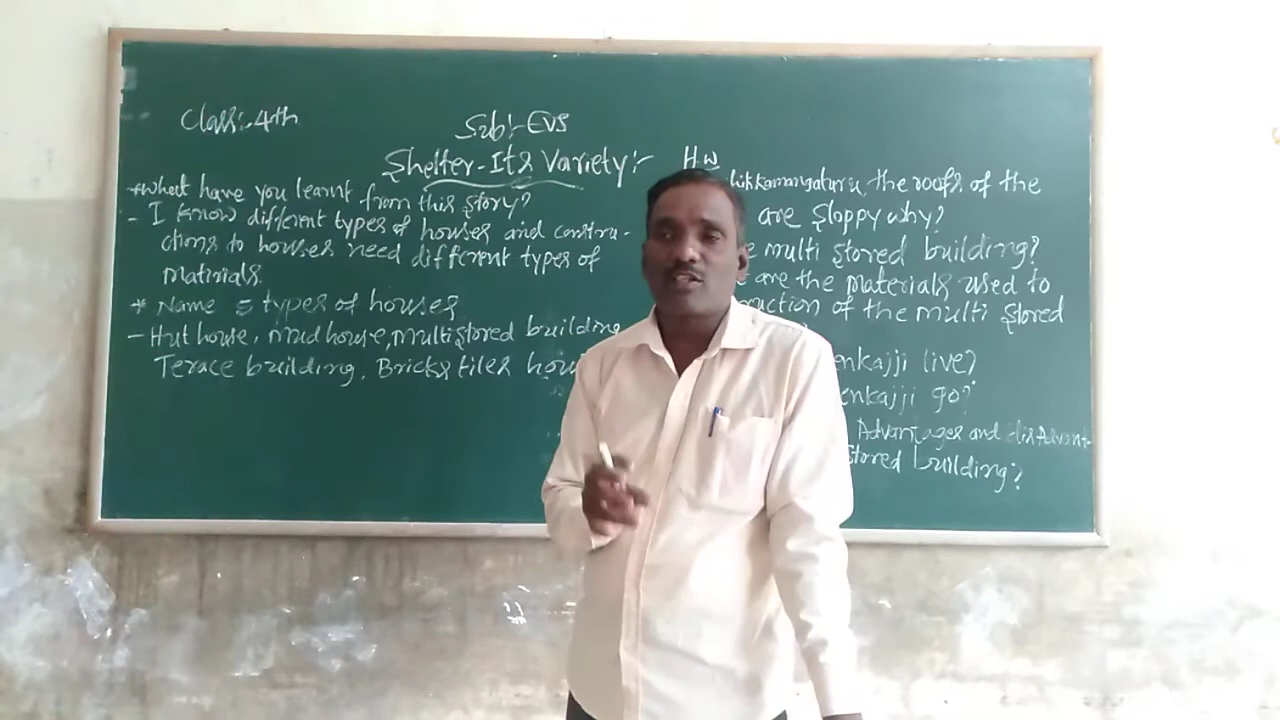 Class:-4th
Sub:-EVS
Shelter-Its Variety:-
*What have you learnt from this story?
- I know different types of houses and constru-
ctions to houses need different types of
materials.
* Name 5 types of houses
- Hut house, mud house, multi stored building
Terace building, Bricks tiles hou
H.W
hikkamangaluru, the roofs of the
are sloppy why?
multi stored building?
are the materials used to
ruction of the multi stored
enkajji live?
enkajji go?
Advantages and disAdvant-
stored building?